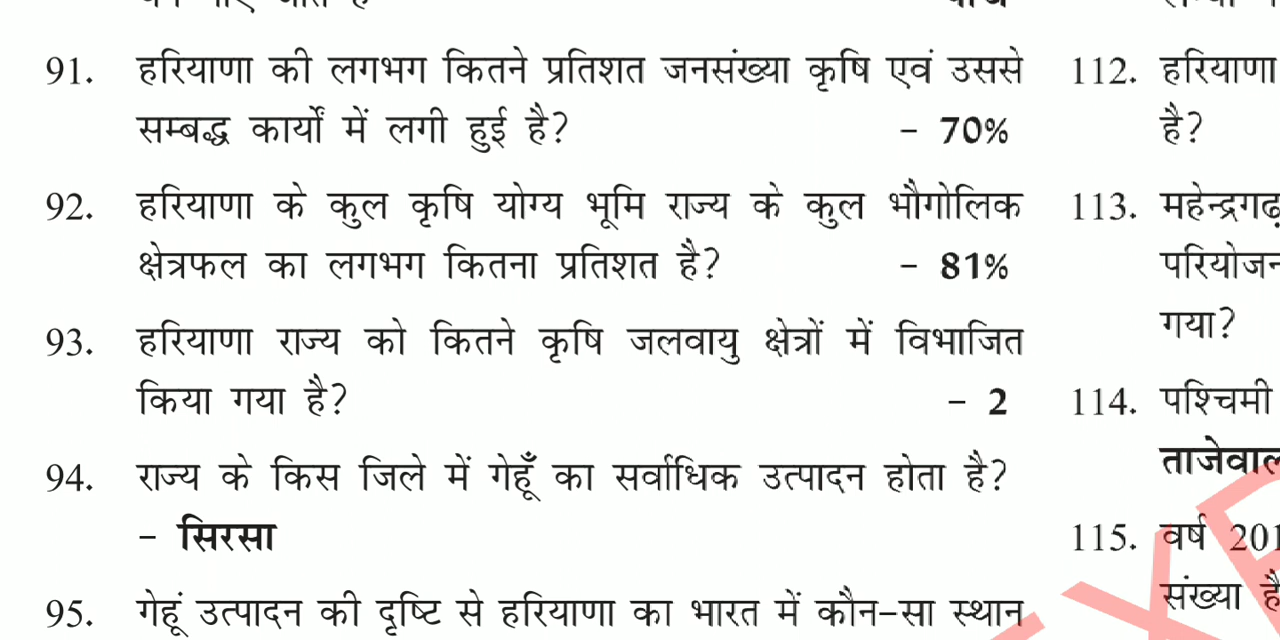 91. हरियाणा की लगभग कितने प्रतिशत जनसंख्या कृषि एवं उससे
सम्बद्ध कार्यों में लगी हुई है? – 70%
92. हरियाणा के कुल कृषि योग्य भूमि राज्य के कुल भौगोलिक
क्षेत्रफल का लगभग कितना प्रतिशत है? – 81%
93. हरियाणा राज्य को कितने कृषि जलवायु क्षेत्रों में विभाजित
किया गया है? – 2
94. राज्य के किस जिले में गेहूँ का सर्वाधिक उत्पादन होता है?
– सिरसा
95. गेहूं उत्पादन की दृष्टि से हरियाणा का भारत में कौन-सा स्थान
112. हरियाणा
है?
113. महेन्द्रगढ़
गया?
114. पश्चिमी
115. वर्ष 201
संख्या है